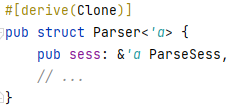 #[derive(Clone)]
pub struct Parser<'a> {
    pub sess: &'a ParseSess,
    // ...
}